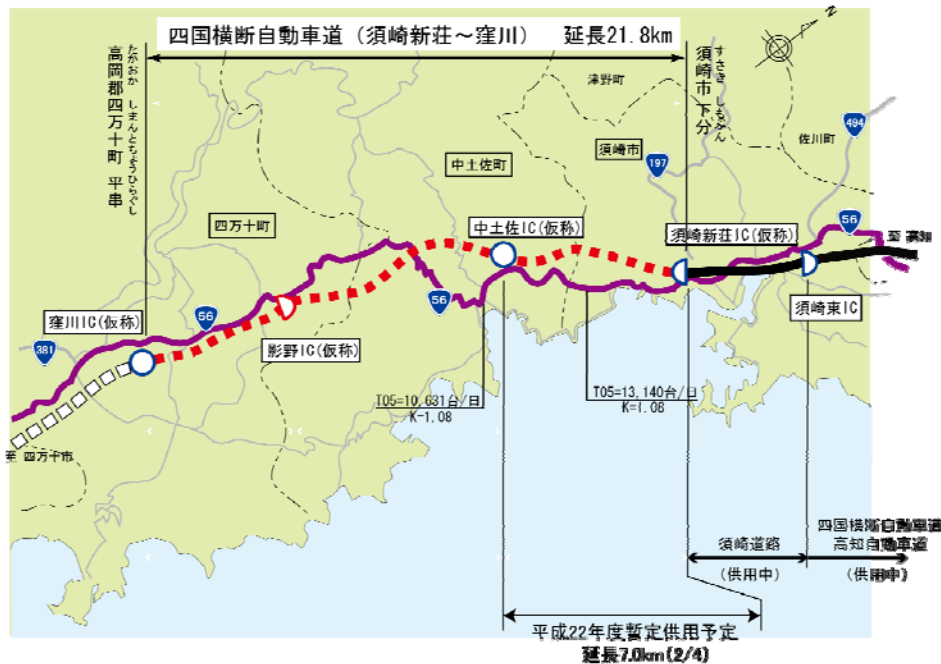 四国横断自動車道（須崎新荘～窪川）　延長21.8km
N
たかおか しまんとちょうひらぐし
高岡郡四万十町 平串
すさき しもぶん
須崎市 下分
津野町
494
佐川町
須崎市
197
中土佐町
四万十町
中土佐IC(仮称)
須崎新荘IC(仮称)
56
至 高知
窪川IC(仮称)
56
56
須崎東IC
381
影野IC(仮称)
T05=10,631台/日
K=1.08
T05=13,140台/日
K=1.08
至 四万十市
須崎道路
(供用中)
四国横断自動車道
高知自動車道
(供用中)
平成22年度暫定供用予定
延長7.0km(2/4)